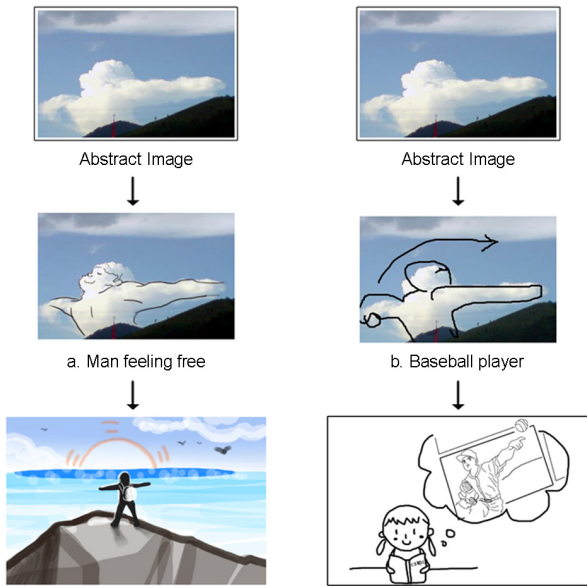 Abstract Image
Abstract Image
a. Man feeling free
b. Baseball player